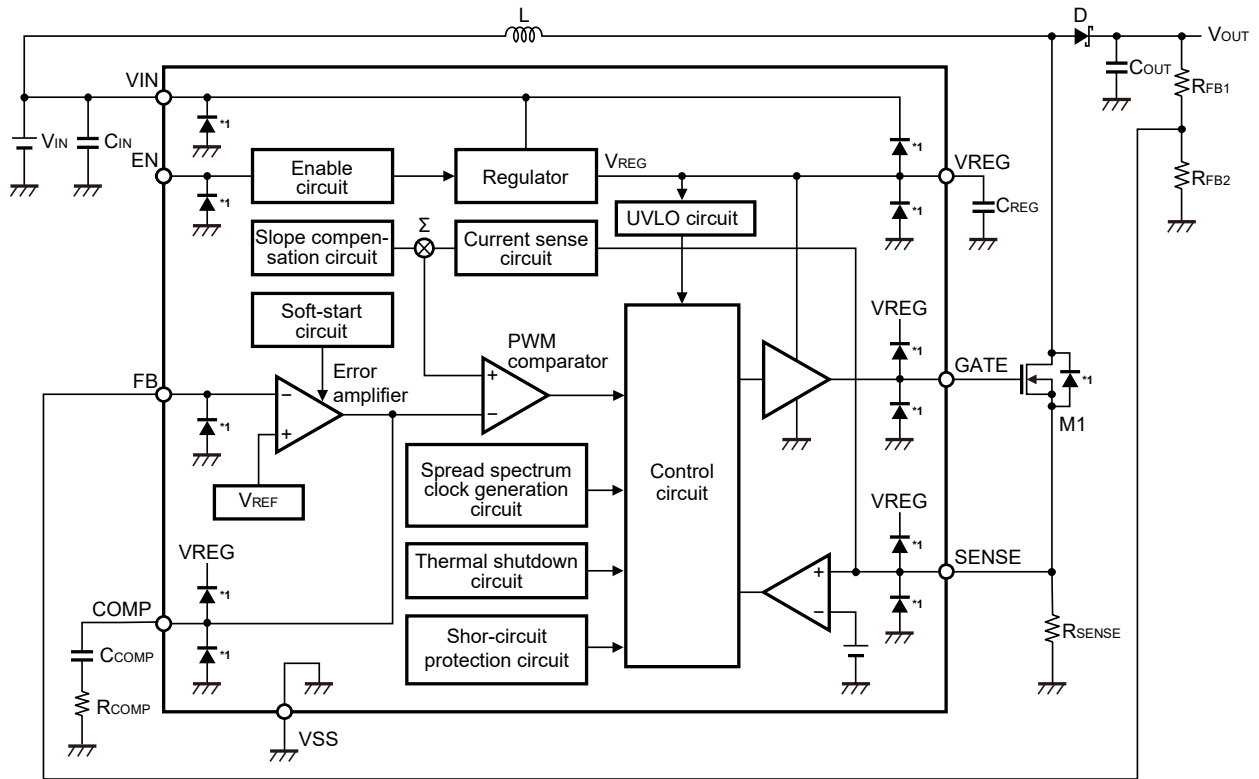 L
D
VOUT
COUT
RFB1
VIN
VIN
CIN
*1
*1
EN
Enable
circuit
Regulator
VREG
VREG
*1
*1
CREG
RFB2
UVLO circuit
Slope compen-
sation circuit
Σ
Current sense
circuit
Soft-start
circuit
PWM
comparator
VREG
*1
GATE
*1
*1
M1
FB
Error
amplifier
*1
−
+
+
−
VREF
Spread spectrum
clock generation
circuit
Control
circuit
VREG
*1
SENSE
*1
+
−
RSENSE
Thermal shutdown
circuit
VREG
*1
COMP
*1
CCOMP
RCOMP
Shor-circuit
protection circuit
VSS